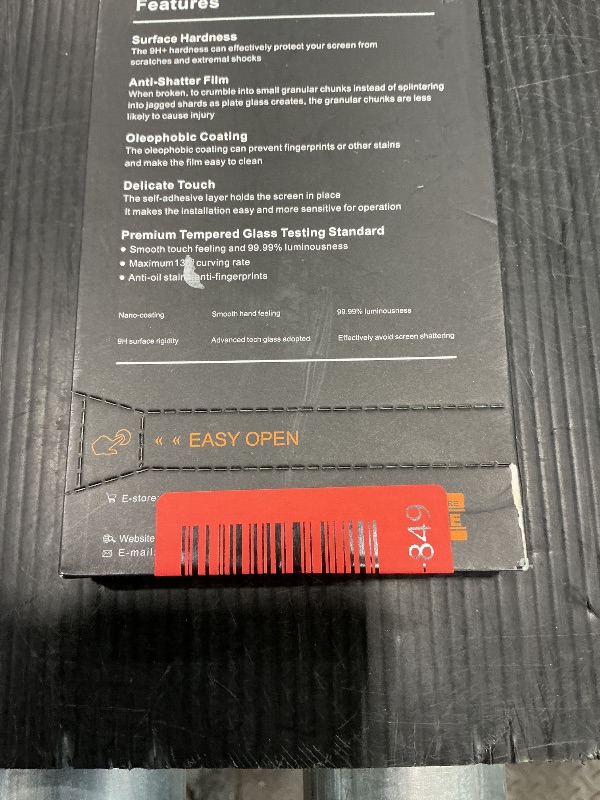 Features
Surface Hardness
The 9H+ hardness can effectively protect your screen from
scratches and extremal shocks
Anti-Shatter Film
When broken, to crumble into small granular chunks instead of splintering
into jagged shards as plate glass creates, the granular chunks are less
likely to cause injury
Oleophobic Coating
The oleophobic coating can prevent fingerprints or other stains
and make the film easy to clean
Delicate Touch
The self-adhesive layer holds the screen in place
It makes the installation easy and more sensitive for operation
Premium Tempered Glass Testing Standard
• Smooth touch feeling and 99.99% luminousness
• Maximum 13 curving rate
• Anti-oil stain anti-fingerprints
Nano-coating Smooth hand feeling 99.99% luminousness
9H surface rigidity Advanced tech glass adopted Effectively avoid screen shattering
« « EASY OPEN
E-store:
RE
E
Website
E-mail
-849